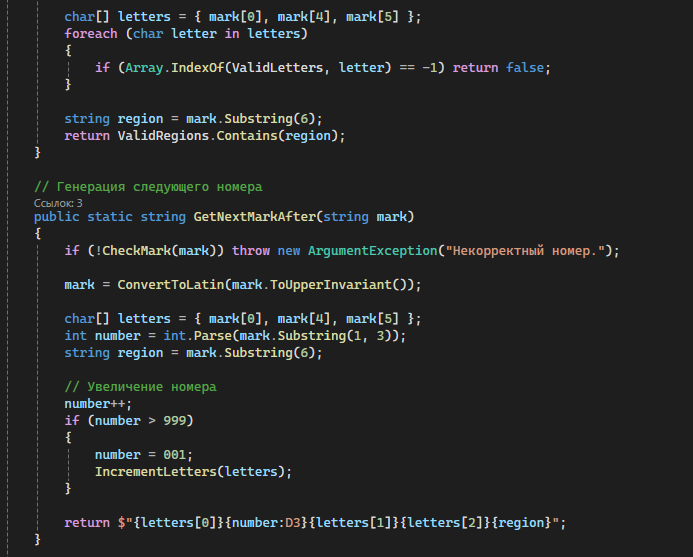 char[] letters = { mark[0], mark[4], mark[5] };
foreach (char letter in letters)
{
if (Array.IndexOf(ValidLetters, letter) == -1) return false;
}
string region = mark.Substring(6);
return ValidRegions.Contains(region);
}
// Генерация следующего номера
Ссылок: 3
public static string GetNextMarkAfter(string mark)
{
if (!CheckMark(mark)) throw new ArgumentException("Некорректный номер.");
mark = ConvertToLatin(mark.ToUpperInvariant());
char[] letters = { mark[0], mark[4], mark[5] };
int number = int.Parse(mark.Substring(1, 3));
string region = mark.Substring(6);
// Увеличение номера
number++;
if (number > 999)
{
number = 001;
IncrementLetters(letters);
}
return $"{letters[0]}{number:D3}{letters[1]}{letters[2]}{region}";
}